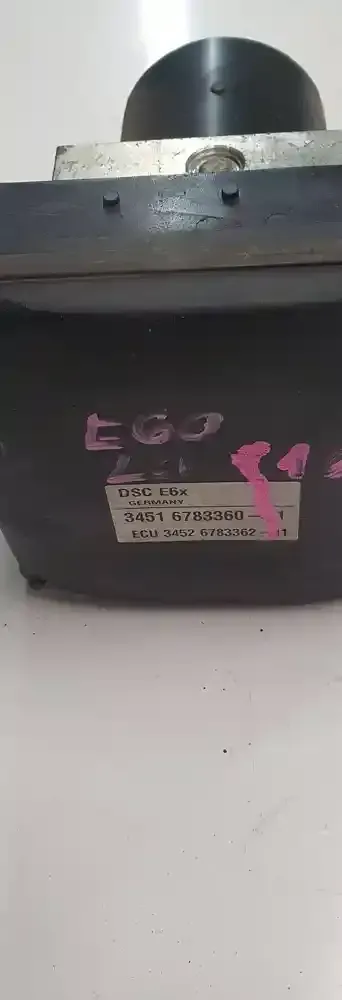 E60
DSC E6x
GERMANY
3451 6783360-
ECU 3452 6783362-